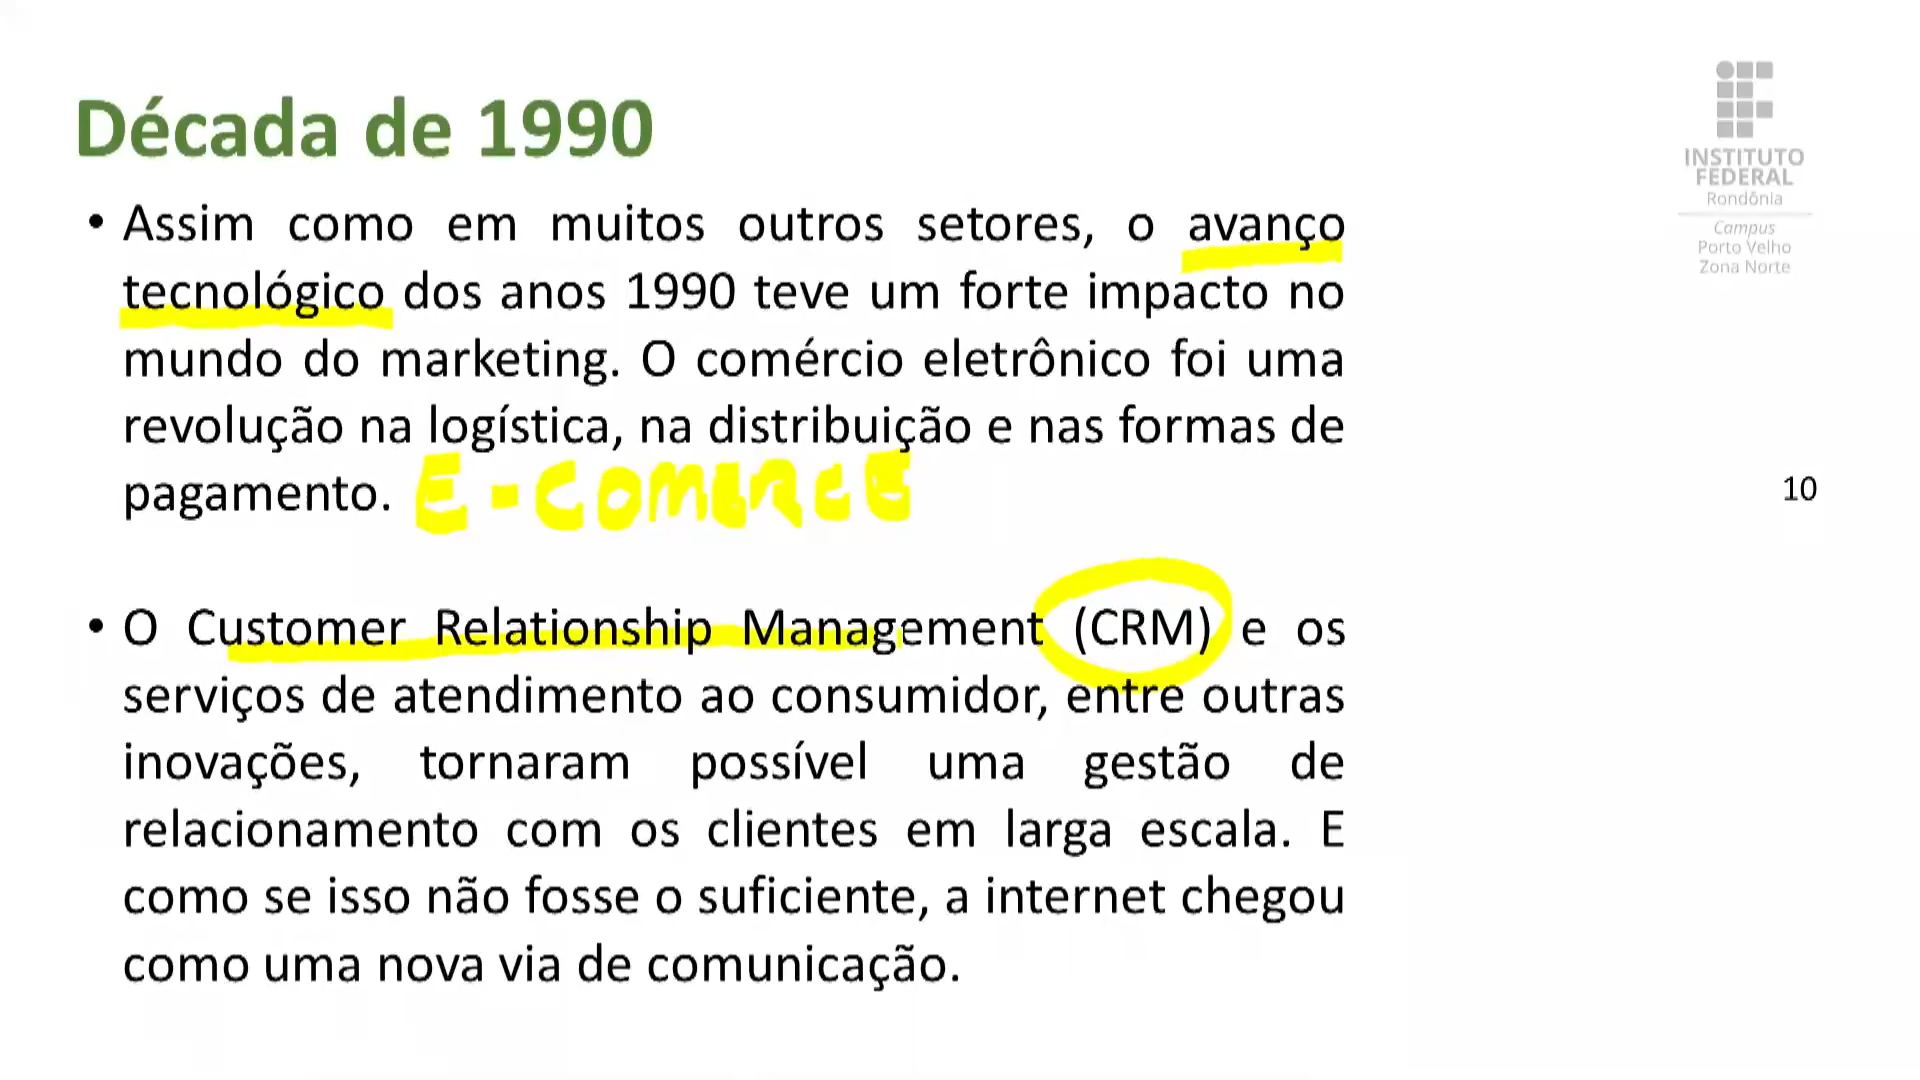 Década de 1990
INSTITUTO
FEDERAL
Rondônia
Campus
Porto Velho
Zona Norte
• Assim como em muitos outros setores, o avanço
tecnológico dos anos 1990 teve um forte impacto no
mundo do marketing. O comércio eletrônico foi uma
revolução na logística, na distribuição e nas formas de
pagamento. E-COMERCE
10
• O Customer Relationship Management (CRM) e os
serviços de atendimento ao consumidor, entre outras
inovações, tornaram possível uma gestão de
relacionamento com os clientes em larga escala. E
como se isso não fosse o suficiente, a internet chegou
como uma nova via de comunicação.